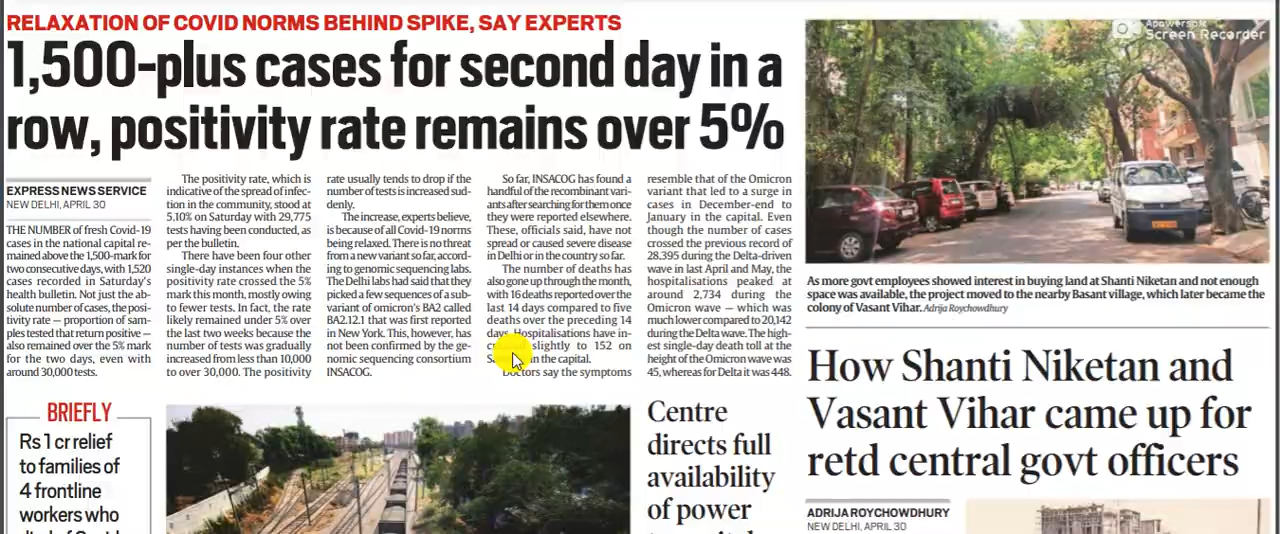 RELAXATION OF COVID NORMS BEHIND SPIKE, SAY EXPERTS
1,500-plus cases for second day in a
row, positivity rate remains over 5%
EXPRESS NEWS SERVICE
NEW DELHI, APRIL 30
THE NUMBER of fresh Covid-19
cases in the national capital re-
mained above the 1,500-mark for
two consecutive days, with 1,520
cases recorded in Saturday's
health bulletin. Not just the ab-
solute number of cases, the posi-
tivity rate — proportion of sam-
ples tested that return positive —
also remained over the 5% mark
for the two days, even with
around 30,000 tests.
The positivity rate, which is
indicative of the spread of infec-
tion in the community, stood at
5.10% on Saturday with 29,775
tests having been conducted, as
per the bulletin.
There have been four other
single-day instances when the
positivity rate crossed the 5%
mark this month, mostly owing
to fewer tests. In fact, the rate
likely remained under 5% over
the last two weeks because the
number of tests was gradually
increased from less than 10,000
to over 30,000. The positivity
rate usually tends to drop if the
number of tests is increased sud-
denly.
The increase, experts believe,
is because of all Covid-19 norms
being relaxed. There is no threat
from a new variant so far, accord-
ing to genomic sequencing labs.
The Delhi labs had said that they
picked a few sequences of a sub-
variant of omicron's BA2 called
BA2.12.1 that was first reported
in New York. This, however, has
not been confirmed by the ge-
nomic sequencing consortium
INSACOG.
So far, INSACOG has found a
handful of the recombinant vari-
ants after searching for them once
they were reported elsewhere.
These, officials said, have not
spread or caused severe disease
in Delhi or in the country so far.
The number of deaths has
also gone up through the month,
with 16 deaths reported over the
last 14 days compared to five
deaths over the preceding 14
days. Hospitalisations have in-
slightly to 152 on
in the capital.
Doctors say the symptoms
resemble that of the Omicron
variant that led to a surge in
cases in December-end to
January in the capital. Even
though the number of cases
crossed the previous record of
28,395 during the Delta-driven
wave in last April and May, the
hospitalisations peaked at
around 2,734 during the
Omicron wave — which was
much lower compared to 20,142
during the Delta wave. The high-
est single-day death toll at the
height of the Omicron wave was
45, whereas for Delta it was 448.
BRIEFLY
Rs 1 cr relief
to families of
4 frontline
workers who
Centre
directs full
availability
of power
Apowersoft
Screen Recorder
As more govt employees showed interest in buying land at Shanti Niketan and not enough
space was available, the project moved to the nearby Basant village, which later became the
colony of Vasant Vihar. Adrija Roychowdhury
How Shanti Niketan and
Vasant Vihar came up for
retd central govt officers
ADRIJA ROYCHOWDHURY
NEW DELHI, APRIL 30